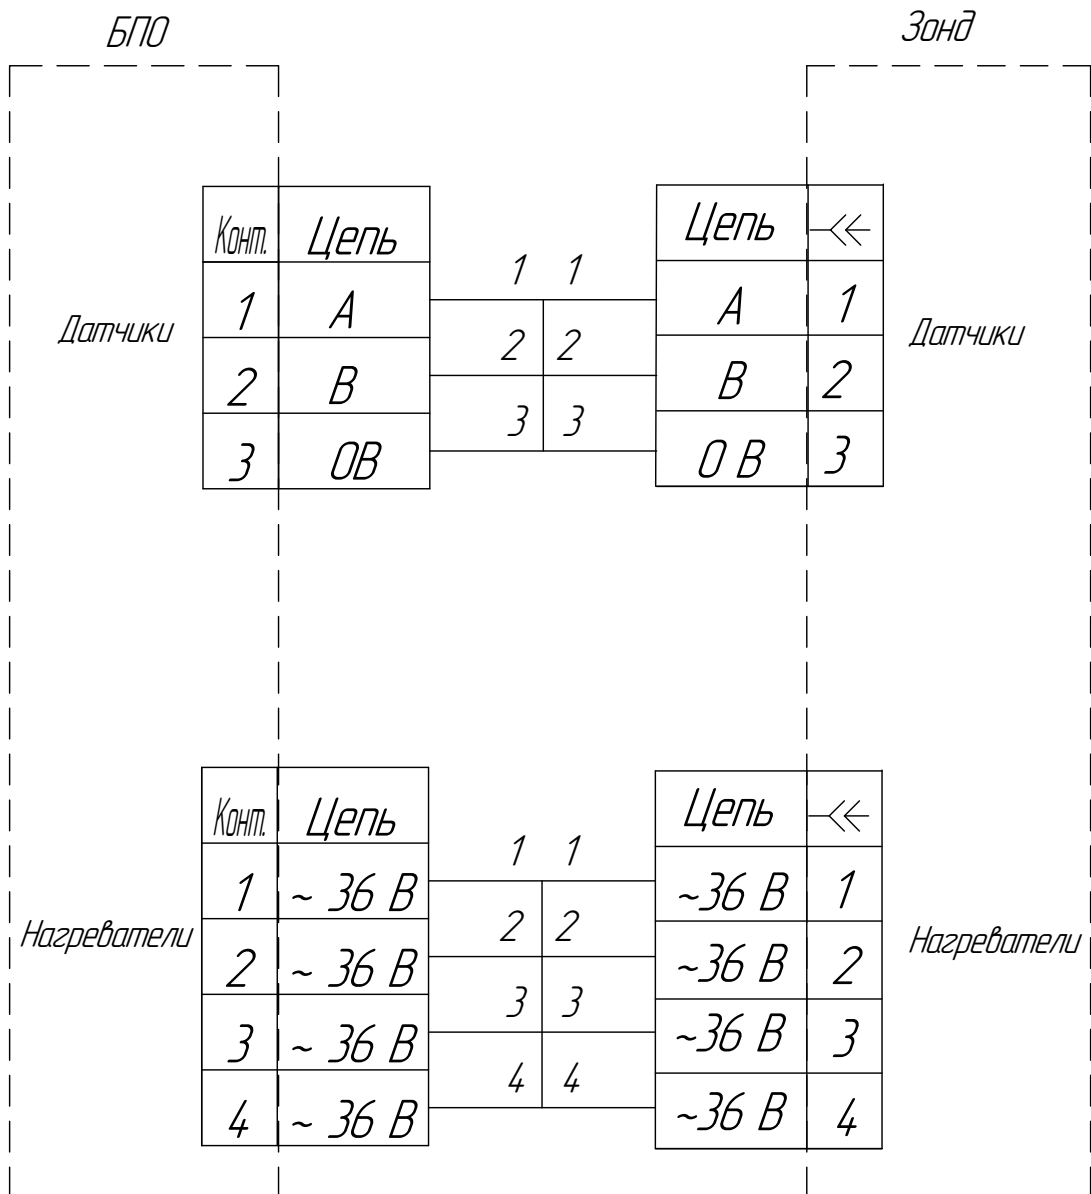 БПО
Зонд
Конт. Цепь
1 А
2 В
3 0В
Датчики
1 1
2 2
3 3
Цепь
А 1
В 2
0 В 3
Датчики
Конт. Цепь
1 ~ 36 В
2 ~ 36 В
3 ~ 36 В
4 ~ 36 В
Нагреватели
1 1
2 2
3 3
4 4
Цепь
~36 В 1
~36 В 2
~36 В 3
~36 В 4
Нагреватели